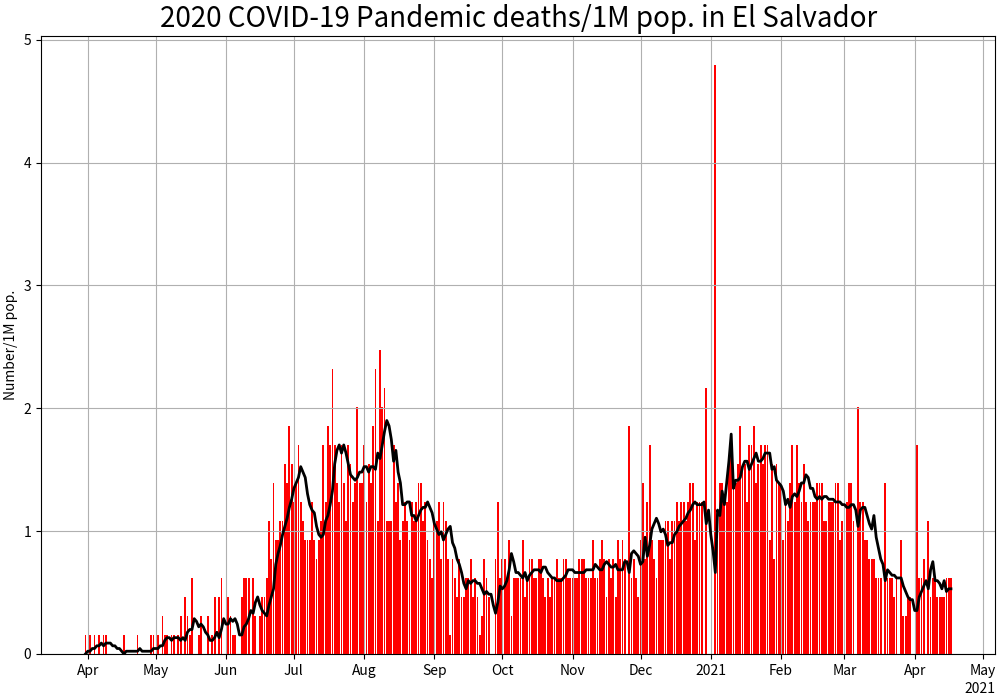 2020 COVID-19 Pandemic deaths/1M pop. in El Salvador
Number/1M pop.
5
4
3
2
1
0
Apr May Jun Jul Aug Sep Oct Nov Dec 2021 Feb Mar Apr May
2021